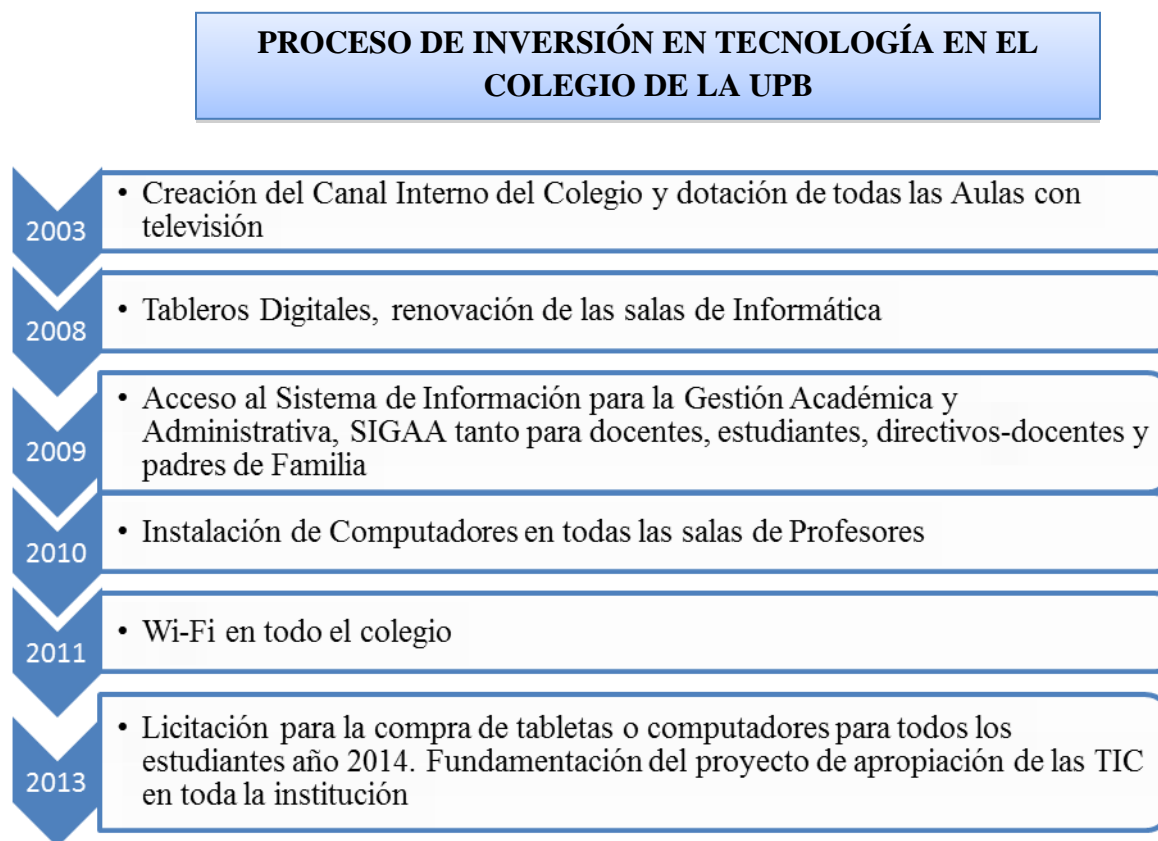 PROCESO DE INVERSIÓN EN TECNOLOGÍA EN EL
COLEGIO DE LA UPB
2003
• Creación del Canal Interno del Colegio y dotación de todas las Aulas con
televisión
2008
• Tableros Digitales, renovación de las salas de Informática
2009
• Acceso al Sistema de Información para la Gestión Académica y
Administrativa, SIGAA tanto para docentes, estudiantes, directivos-docentes y
padres de Familia
2010
• Instalación de Computadores en todas las salas de Profesores
2011
• Wi-Fi en todo el colegio
2013
• Licitación para la compra de tabletas o computadores para todos los
estudiantes año 2014. Fundamentación del proyecto de apropiación de las TIC
en toda la institución